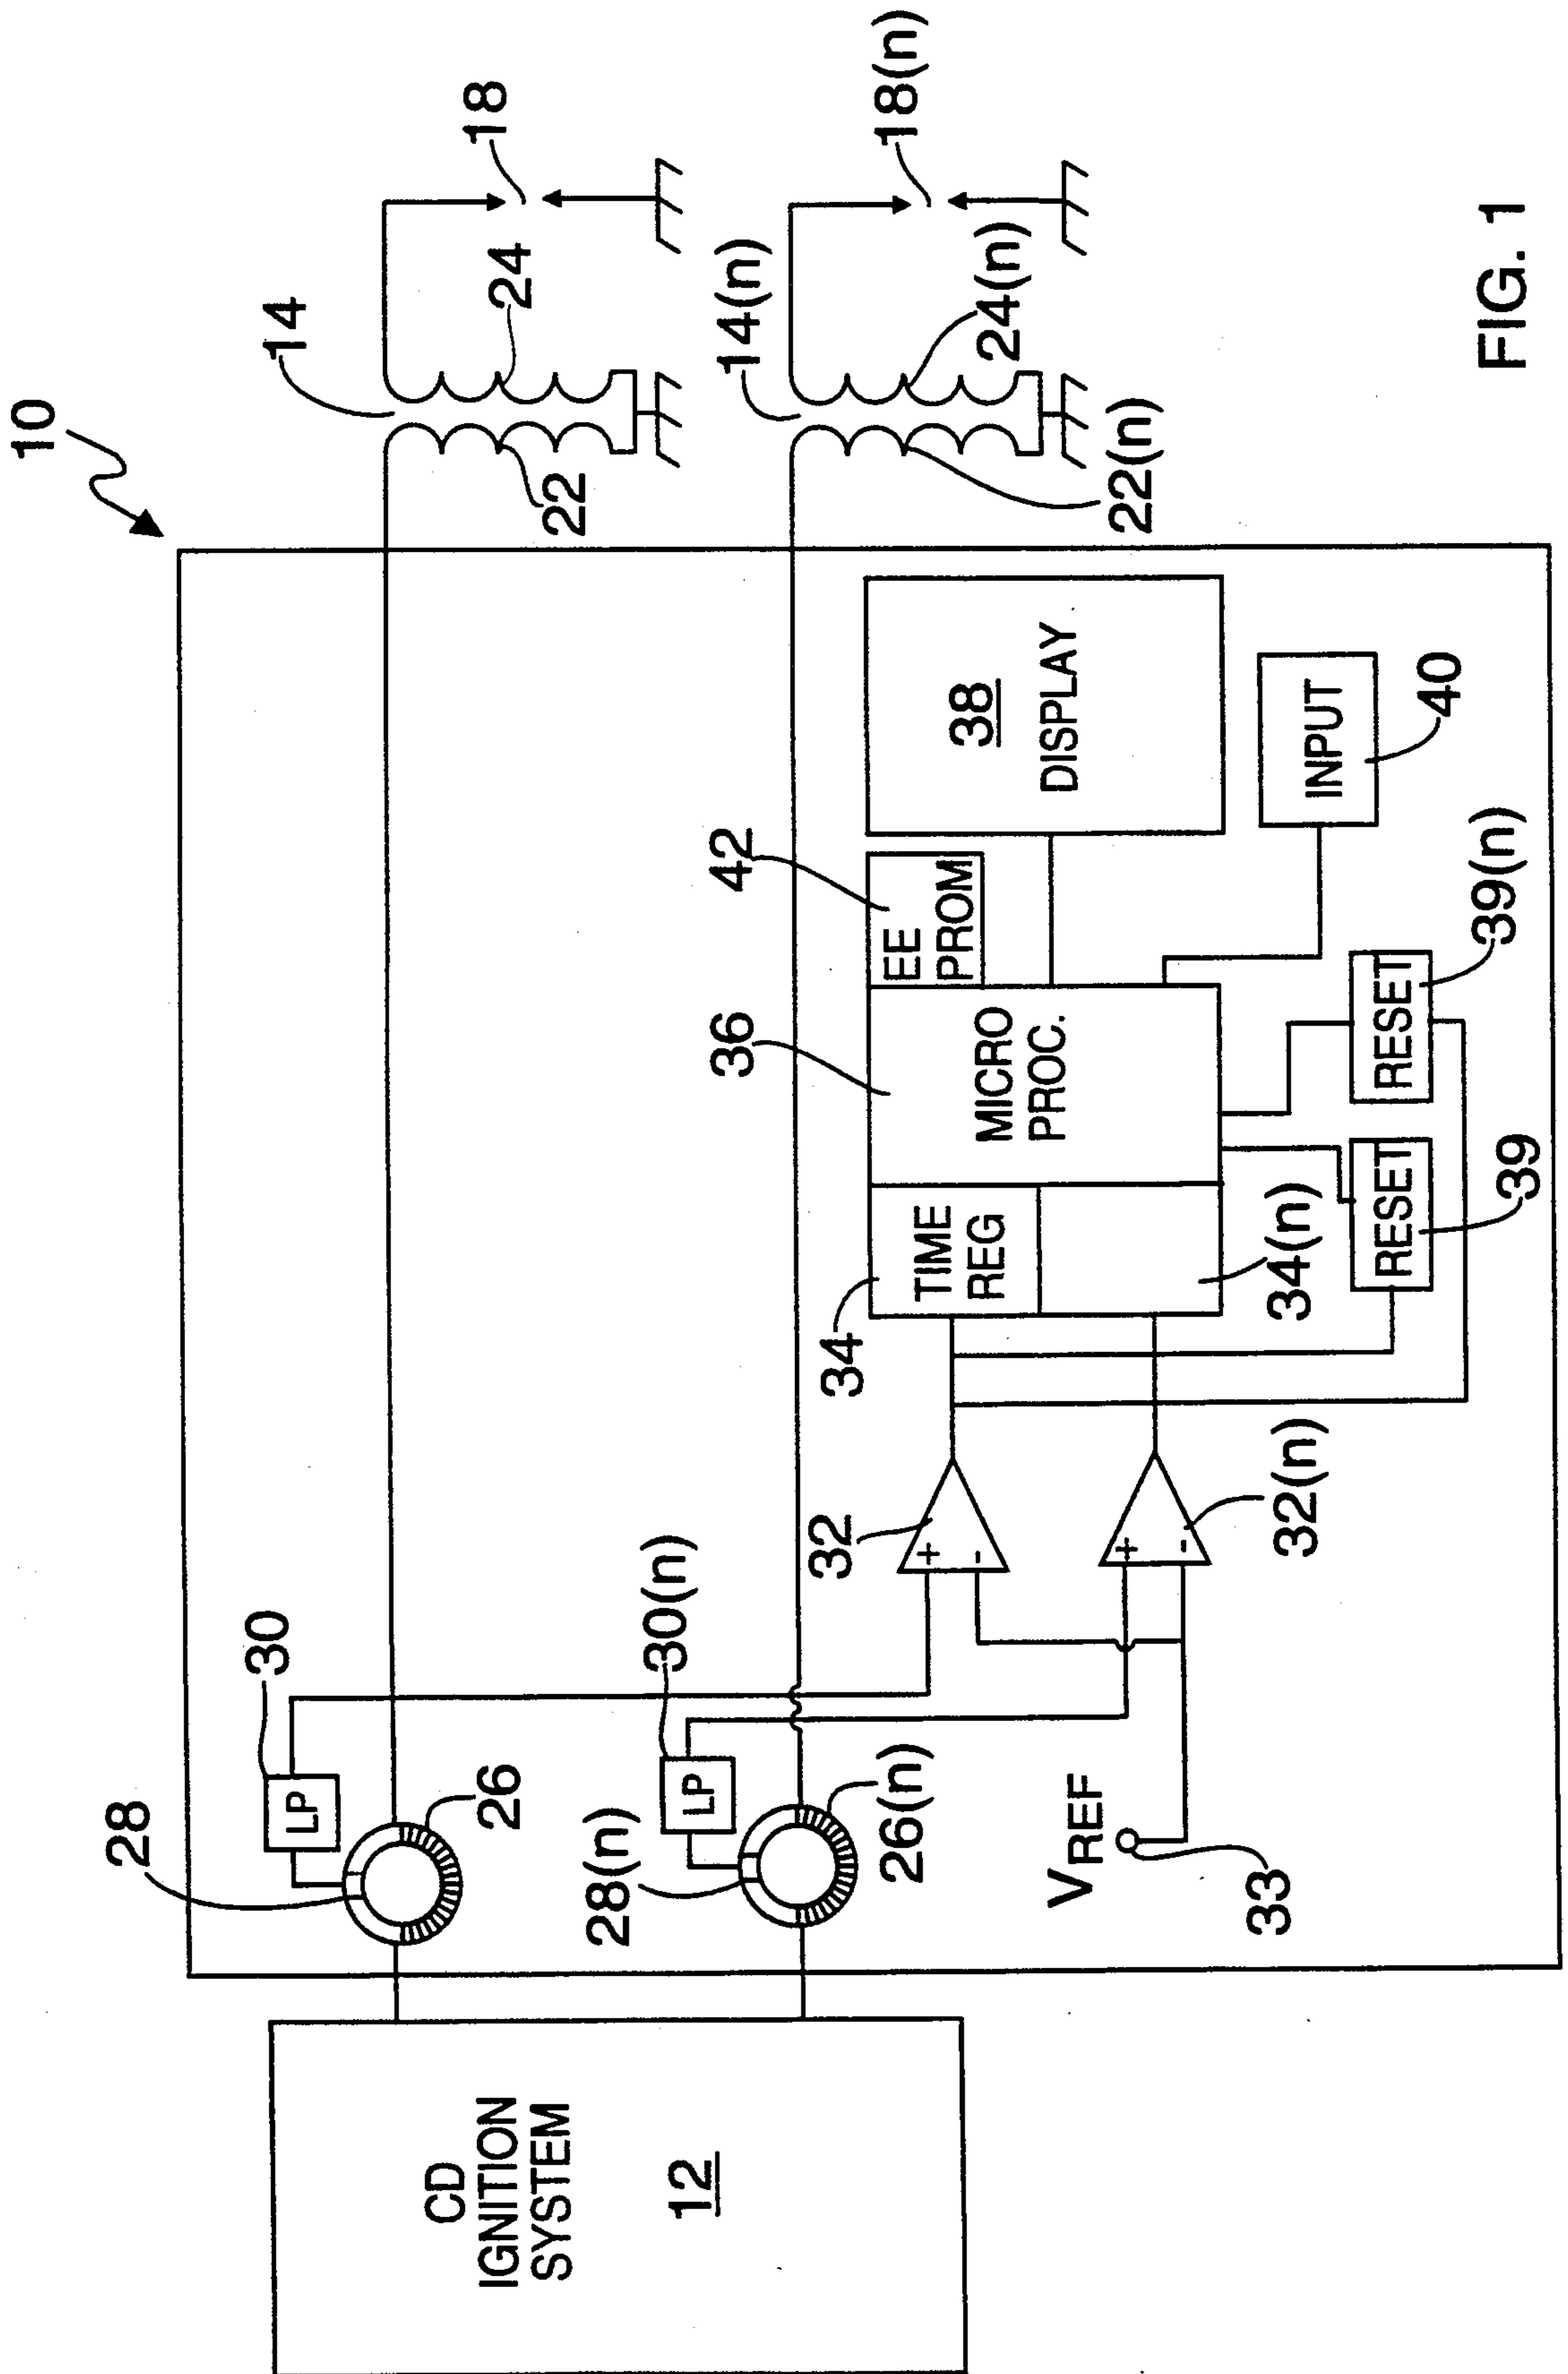 10
14
18
24
22
14(n)
18(n)
24(n)
22(n)
CD
IGNITION
SYSTEM
12
28
30
LP
26
28(n)
30(n)
LP
26(n)
VREF
33
32
+
-
32(n)
+
-
34
TIME
REG
34(n)
36
MICRO
PROC.
42
EE
PROM
38
DISPLAY
INPUT
40
RESET
39
RESET
39(n)
FIG. 1